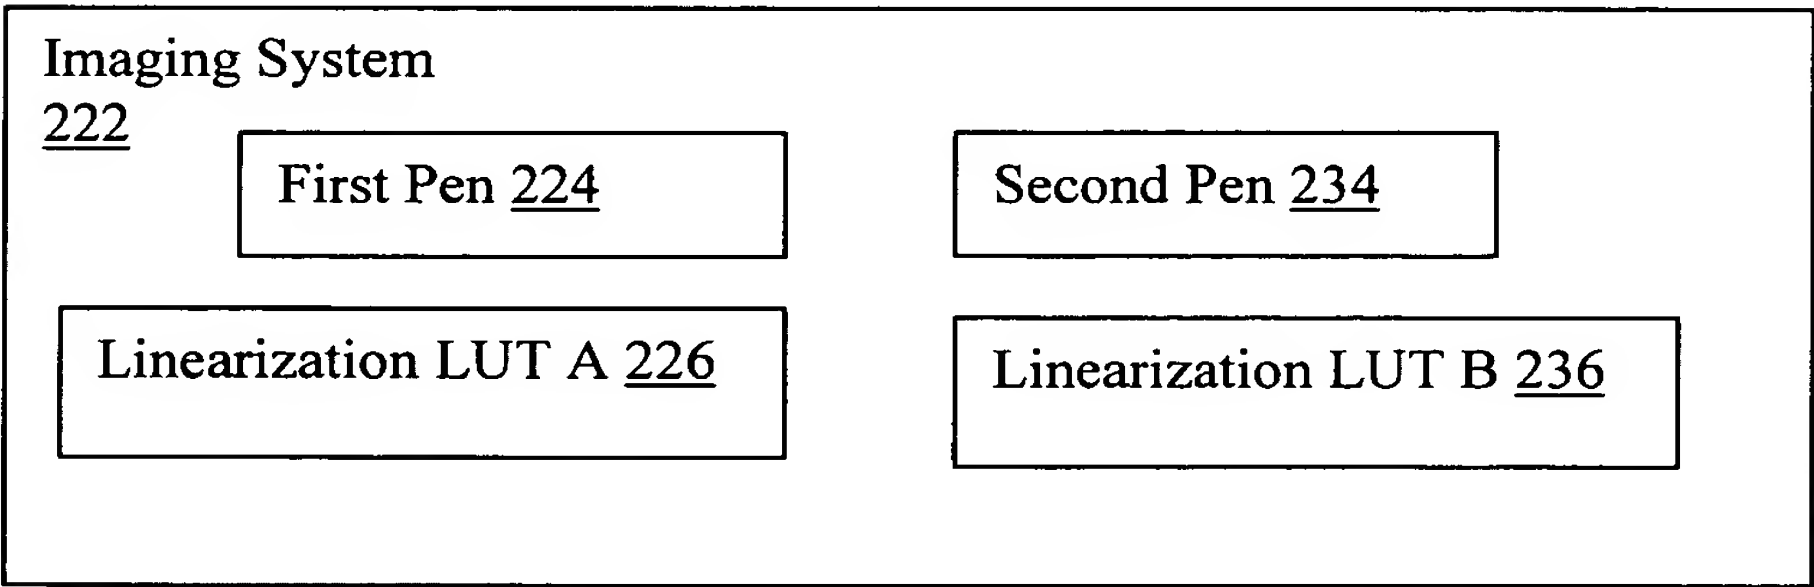 Imaging System
222
First Pen 224
Second Pen 234
Linearization LUT A 226
Linearization LUT B 236